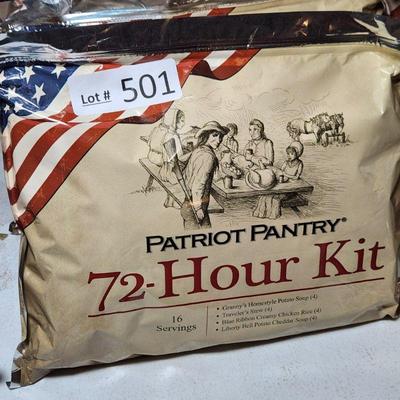 Lot # 501
PATRIOT PANTRY®
72-Hour Kit
16
Servings
• Granny's Homestyle Potato Soup (4)
• Traveler's Stew (4)
• Blue Ribbon Creamy Chicken Rice (4)
• Liberty Bell Potato Cheddar Soup (4)